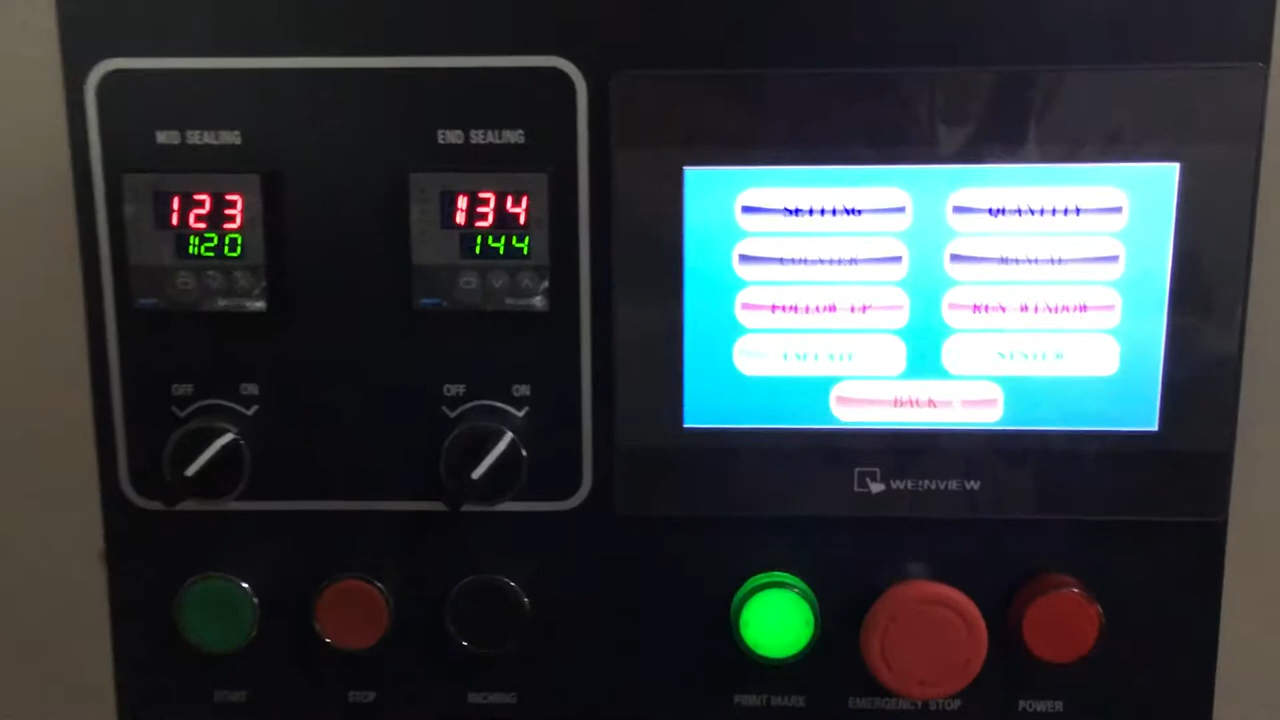 MID SEALING
END SEALING
123
120
134
144
OFF ON
OFF ON
SETTING
QUANTITY
COUNTER
MANUAL
FOLLOW UP
RUN WINDOW
SYSTEM
BACK
WEINVIEW
START
STOP
INCHING
PRINT MARK
EMERGENCY STOP
POWER